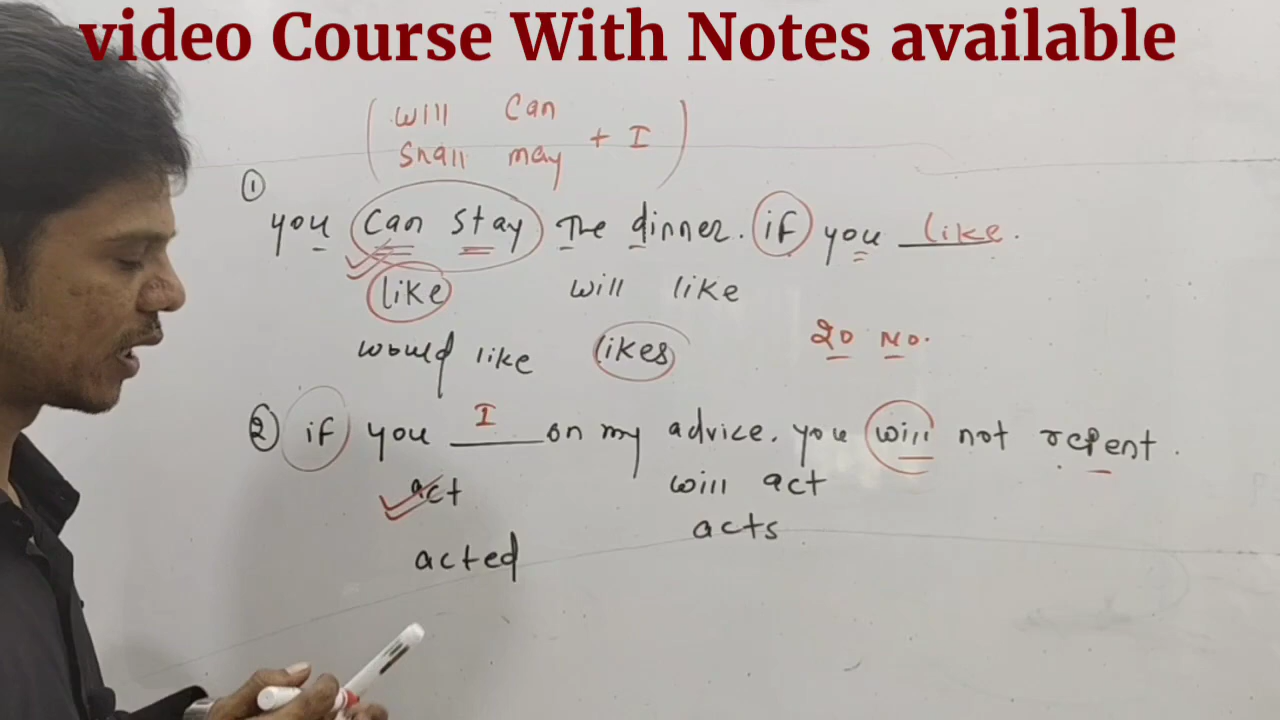 video Course With Notes available
will can
shall may + I
① you can stay the dinner. if you like.
like will like
would like likes 20 NO.
② if you I on my advice. you will not repent.
act will act
acts
acted